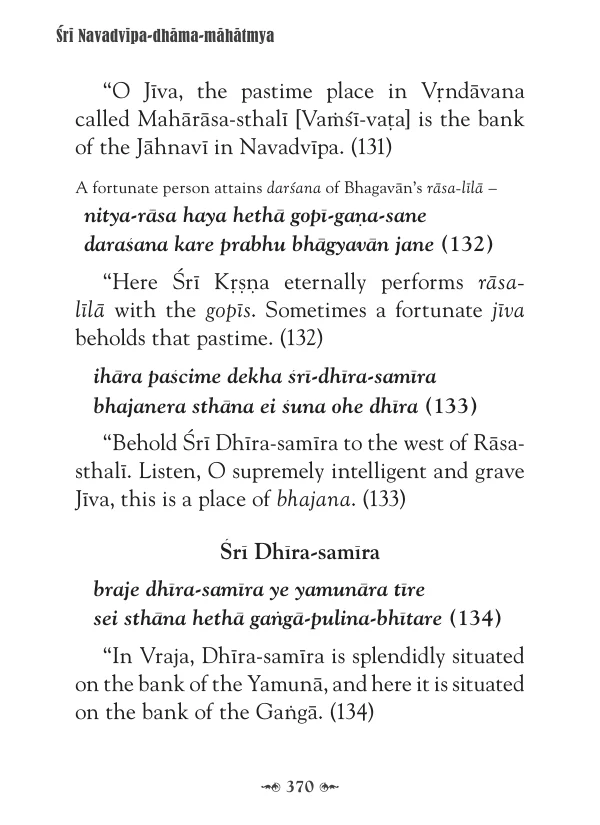 Śrī Navadvīpa-dhāma-māhātmya
“O Jīva, the pastime place in Vṛndāvana
called Mahārāsa-sthalī [Vaṁśī-vaṭa] is the bank
of the Jāhnavī in Navadvīpa. (131)
A fortunate person attains darśana of Bhagavān’s rāsa-līlā –
nitya-rāsa haya hethā gopī-gaṇa-sane
daraśana kare prabhu bhāgyavān jane (132)
“Here Śrī Kṛṣṇa eternally performs rāsa-
līlā with the gopīs. Sometimes a fortunate jīva
beholds that pastime. (132)
ihāra paścime dekha śrī-dhīra-samīra
bhajanera sthāna ei śuna ohe dhīra (133)
“Behold Śrī Dhīra-samīra to the west of Rāsa-
sthalī. Listen, O supremely intelligent and grave
Jīva, this is a place of bhajana. (133)
Śrī Dhīra-samīra
braje dhīra-samīra ye yamunāra tīre
sei sthāna hethā gaṅgā-pulina-bhītare (134)
“In Vraja, Dhīra-samīra is splendidly situated
on the bank of the Yamunā, and here it is situated
on the bank of the Gaṅgā. (134)
370